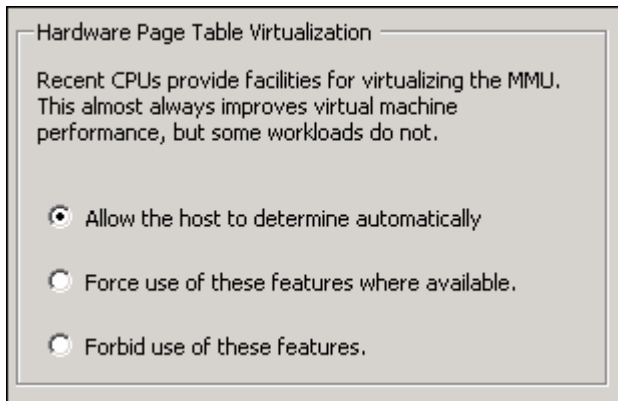 Hardware Page Table Virtualization
Recent CPUs provide facilities for virtualizing the MMU.
This almost always improves virtual machine
performance, but some workloads do not.
Allow the host to determine automatically
Force use of these features where available.
Forbid use of these features.